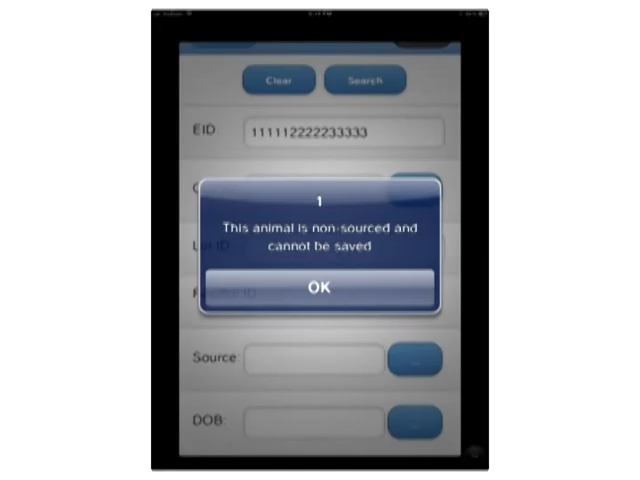 Clear Search
EID 111112222233333
1
This animal is non-sourced and
cannot be saved
OK
Source:
DOB: